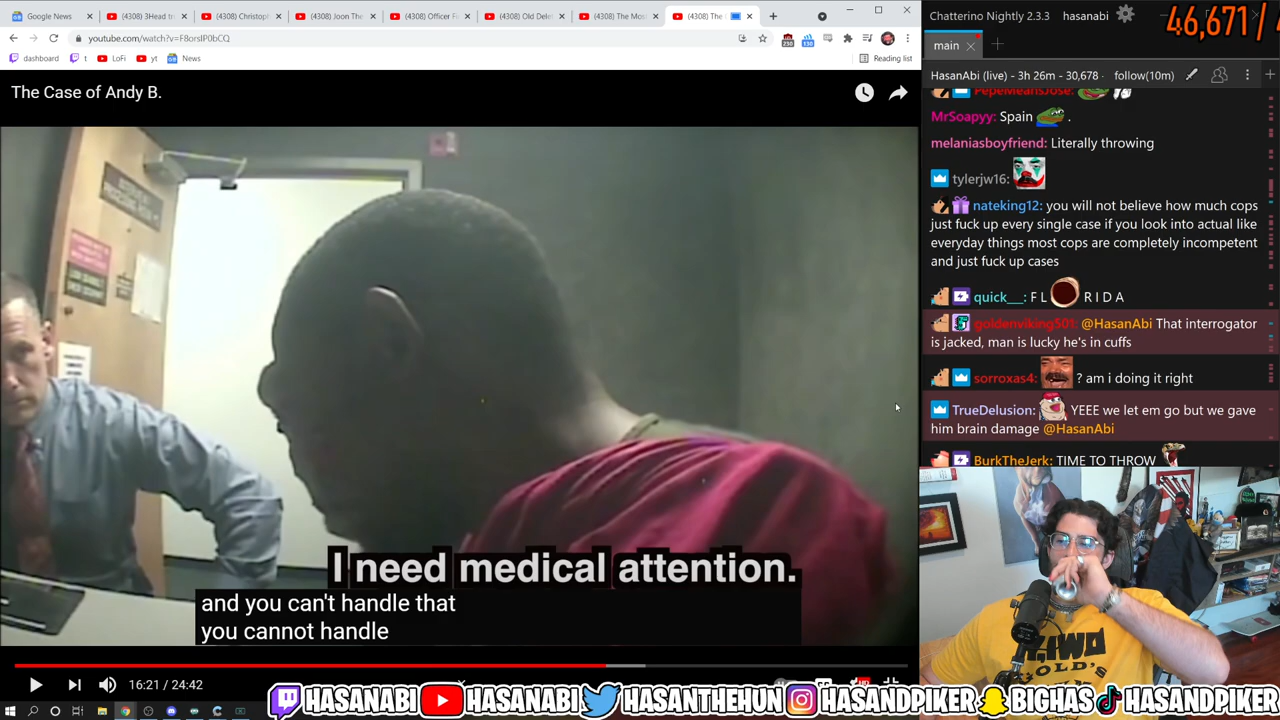 Google News
(4308) 3Head tr
(4308) Christoph
(4308) Joon The
(4308) Officer F
(4308) Old Dete
(4308) The Mos
(4308) The
youtube.com/watch?v=F8orsIP0bCQ
dashboard
t
LoFi
yt
News
Reading list
The Case of Andy B.
I need medical attention.
and you can't handle that
you cannot handle
16:21 / 24:42
Chatterino Nightly 2.3.3
hasanabi
46,671 /
main
HasanAbi (live) - 3h 26m - 30,678 -
follow(10m)
PepeMeansJose:
MrSoapyy: Spain .
melaniasboyfriend: Literally throwing
tylerjw16:
nateking12: you will not believe how much cops
just fuck up every single case if you look into actual like
everyday things most cops are completely incompetent
and just fuck up cases
quick___: F L R I D A
goldenviking501: @HasanAbi That interrogator
is jacked, man is lucky he's in cuffs
sorroxas4: ? am i doing it right
TrueDelusion: YEEE we let em go but we gave
him brain damage @HasanAbi
BurkTheJerk: TIME TO THROW
GOLD'S
HASANABI
HASANABI
HASANTHEHUN
HASANDPIKER
BIGHAS
HASANDPIKER